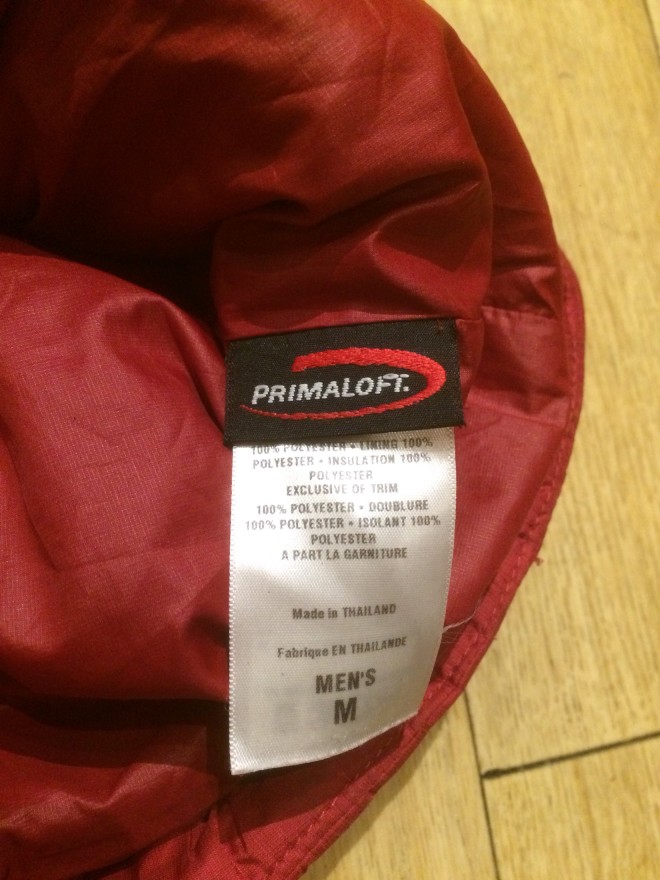 PRIMALOFT.
100% POLYESTER • LINING 100%
POLYESTER • INSULATION 100%
POLYESTER
EXCLUSIVE OF TRIM
100% POLYESTER • DOUBLURE
100% POLYESTER • ISOLANT 100%
POLYESTER
A PART LA GARNITURE
Made in THAILAND
Fabrique EN THAILANDE
MEN'S
M